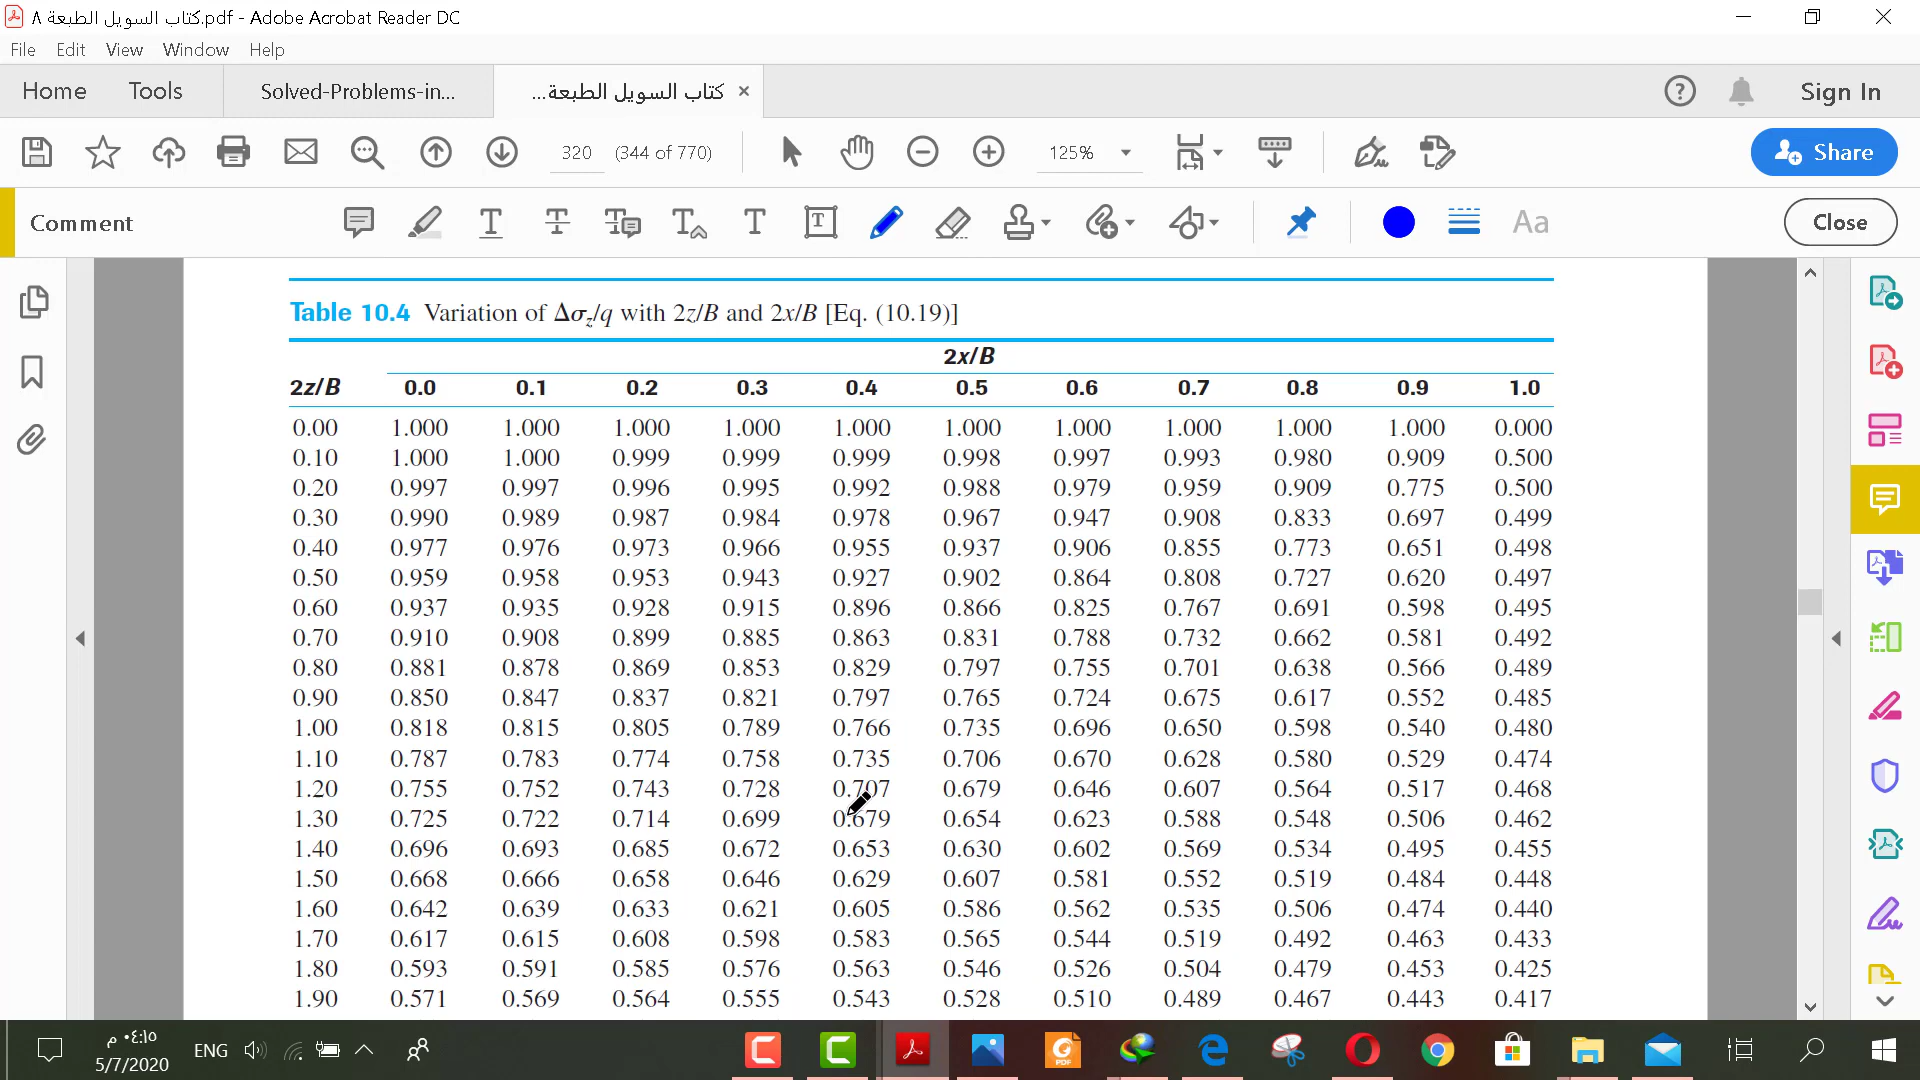 كتاب السويل الطبعة ٨.pdf - Adobe Acrobat Reader DC
File Edit View Window Help
Home Tools Solved-Problems-in... كتاب السويل الطبعة... × Sign In
320 (344 of 770) 125% Share
Comment Aa Close
Table 10.4 Variation of Δσz/q with 2z/B and 2x/B [Eq. (10.19)]
2x/B
2z/B 0.0 0.1 0.2 0.3 0.4 0.5 0.6 0.7 0.8 0.9 1.0
0.00 1.000 1.000 1.000 1.000 1.000 1.000 1.000 1.000 1.000 1.000 0.000
0.10 1.000 1.000 0.999 0.999 0.999 0.998 0.997 0.993 0.980 0.909 0.500
0.20 0.997 0.997 0.996 0.995 0.992 0.988 0.979 0.959 0.909 0.775 0.500
0.30 0.990 0.989 0.987 0.984 0.978 0.967 0.947 0.908 0.833 0.697 0.499
0.40 0.977 0.976 0.973 0.966 0.955 0.937 0.906 0.855 0.773 0.651 0.498
0.50 0.959 0.958 0.953 0.943 0.927 0.902 0.864 0.808 0.727 0.620 0.497
0.60 0.937 0.935 0.928 0.915 0.896 0.866 0.825 0.767 0.691 0.598 0.495
0.70 0.910 0.908 0.899 0.885 0.863 0.831 0.788 0.732 0.662 0.581 0.492
0.80 0.881 0.878 0.869 0.853 0.829 0.797 0.755 0.701 0.638 0.566 0.489
0.90 0.850 0.847 0.837 0.821 0.797 0.765 0.724 0.675 0.617 0.552 0.485
1.00 0.818 0.815 0.805 0.789 0.766 0.735 0.696 0.650 0.598 0.540 0.480
1.10 0.787 0.783 0.774 0.758 0.735 0.706 0.670 0.628 0.580 0.529 0.474
1.20 0.755 0.752 0.743 0.728 0.707 0.679 0.646 0.607 0.564 0.517 0.468
1.30 0.725 0.722 0.714 0.699 0.679 0.654 0.623 0.588 0.548 0.506 0.462
1.40 0.696 0.693 0.685 0.672 0.653 0.630 0.602 0.569 0.534 0.495 0.455
1.50 0.668 0.666 0.658 0.646 0.629 0.607 0.581 0.552 0.519 0.484 0.448
1.60 0.642 0.639 0.633 0.621 0.605 0.586 0.562 0.535 0.506 0.474 0.440
1.70 0.617 0.615 0.608 0.598 0.583 0.565 0.544 0.519 0.492 0.463 0.433
1.80 0.593 0.591 0.585 0.576 0.563 0.546 0.526 0.504 0.479 0.453 0.425
1.90 0.571 0.569 0.564 0.555 0.543 0.528 0.510 0.489 0.467 0.443 0.417
٠٤:١٥ م
5/7/2020 ENG